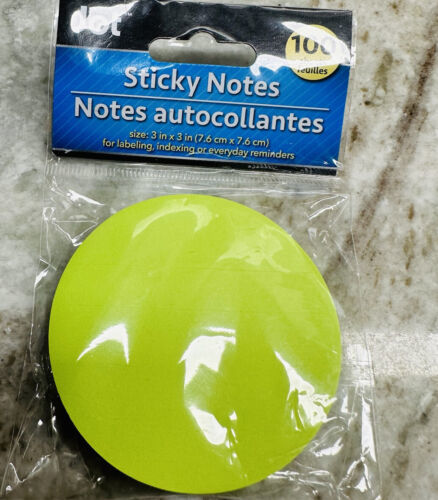 dot
100
feuilles
Sticky Notes
Notes autocollantes
size: 3 in x 3 in (7.6 cm x 7.6 cm)
for labeling, indexing or everyday reminders